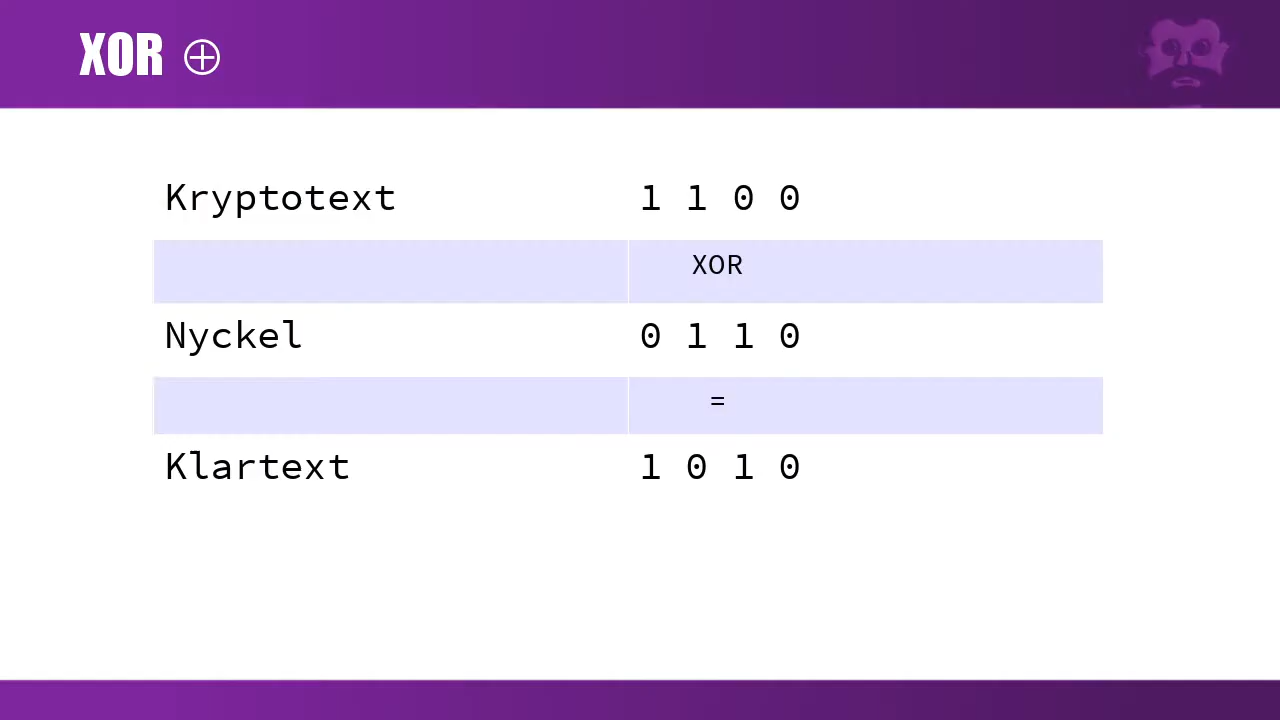 XOR ⊕
Kryptotext 1 1 0 0
XOR
Nyckel 0 1 1 0
=
Klartext 1 0 1 0